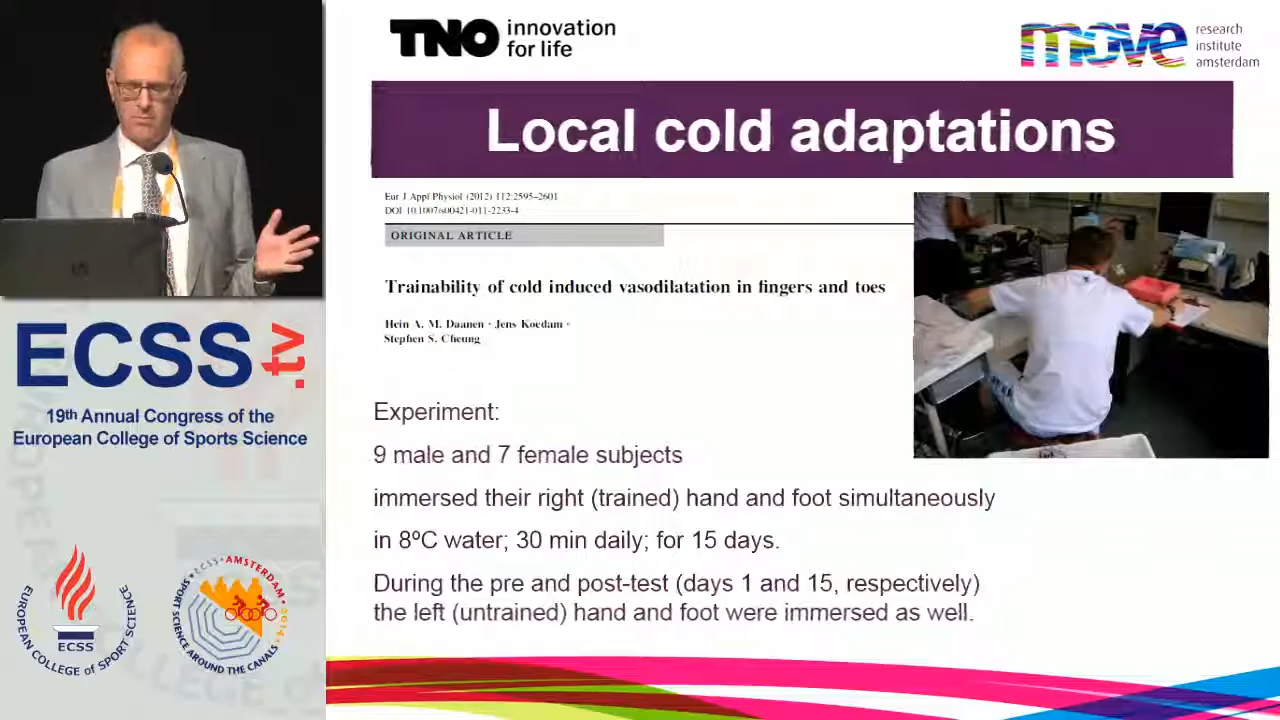 TNO innovation
for life
move research
institute
amsterdam
Local cold adaptations
Eur J Appl Physiol (2012) 112:2595–2601
DOI 10.1007/s00421-011-2233-4
ORIGINAL ARTICLE
Trainability of cold induced vasodilatation in fingers and toes
Hein A. M. Daanen · Jens Koedam ·
Stephen S. Cheung
Experiment:
9 male and 7 female subjects
immersed their right (trained) hand and foot simultaneously
in 8ºC water; 30 min daily; for 15 days.
During the pre and post-test (days 1 and 15, respectively)
the left (untrained) hand and foot were immersed as well.
ECSS.tv
19th Annual Congress of the
European College of Sports Science
EUROPEAN COLLEGE of SPORT SCIENCE
ECSS
ECSS • AMSTERDAM • 2014
SPORT SCIENCE AROUND THE CANALS